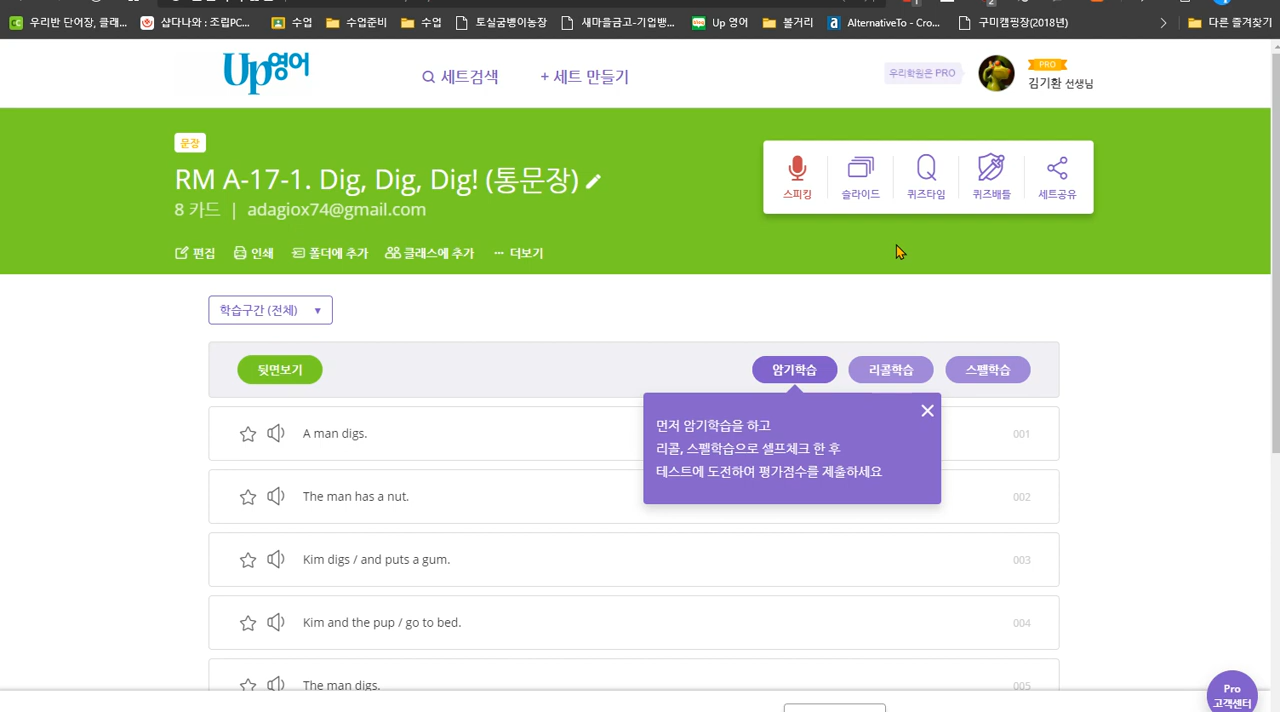 우리반 단어장, 클래... 샵다나와 : 조립PC... 수업 수업준비 수업 토실굼뱅이농장 새마을금고-기업뱅... Up 영어 볼거리 AlternativeTo - Cro... 구미캠핑장(2018년) 다른 즐겨찾기
Up영어
세트검색
+ 세트 만들기
우리학원은 PRO
PRO
김기환 선생님
문장
RM A-17-1. Dig, Dig, Dig! (통문장)
8 카드 | adagiox74@gmail.com
스피킹 슬라이드 퀴즈타임 퀴즈배틀 세트공유
편집 인쇄 폴더에 추가 클래스에 추가 ··· 더보기
학습구간 (전체) ▼
뒷면보기 암기학습 리콜학습 스펠학습
먼저 암기학습을 하고
리콜, 스펠학습으로 셀프체크 한 후
테스트에 도전하여 평가점수를 제출하세요
A man digs. 001
The man has a nut. 002
Kim digs / and puts a gum. 003
Kim and the pup / go to bed. 004
The man digs. 005
Pro
고객센터